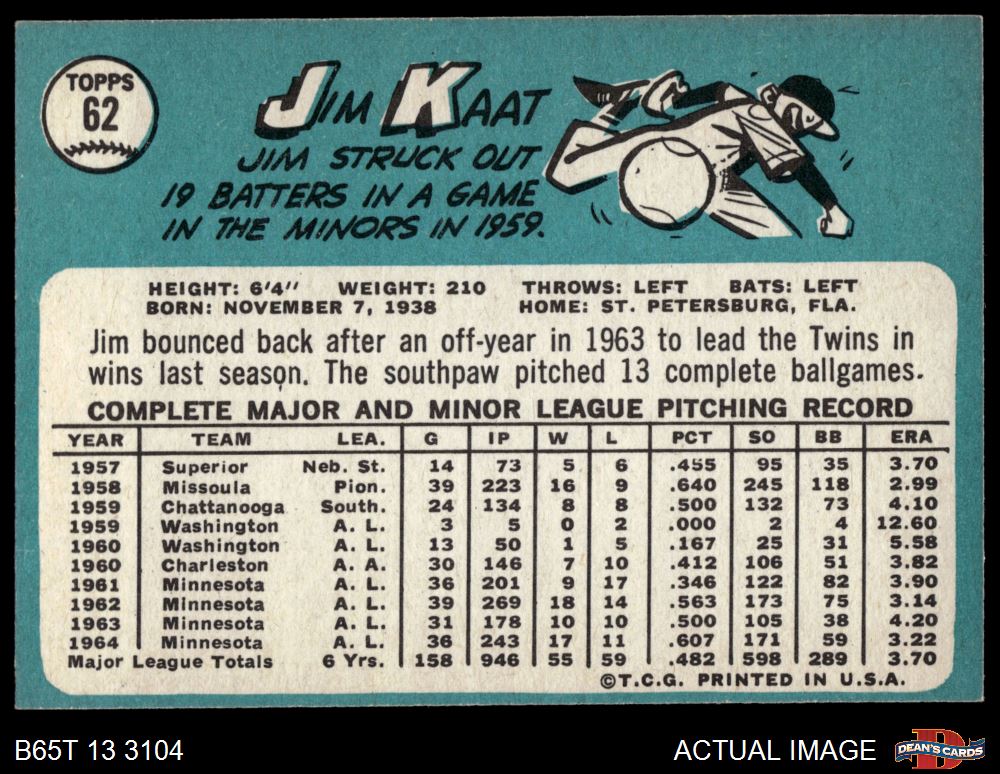 TOPPS
62
JIM KAAT
JIM STRUCK OUT
19 BATTERS IN A GAME
IN THE MINORS IN 1959.
HEIGHT: 6'4" WEIGHT: 210 THROWS: LEFT BATS: LEFT
BORN: NOVEMBER 7, 1938 HOME: ST. PETERSBURG, FLA.
Jim bounced back after an off-year in 1963 to lead the Twins in
wins last season. The southpaw pitched 13 complete ballgames.
COMPLETE MAJOR AND MINOR LEAGUE PITCHING RECORD
YEAR TEAM LEA. G IP W L PCT SO BB ERA
1957 Superior Neb. St. 14 73 5 6 .455 95 35 3.70
1958 Missoula Pion. 39 223 16 9 .640 245 118 2.99
1959 Chattanooga South. 24 134 8 8 .500 132 73 4.10
1959 Washington A. L. 3 5 0 2 .000 2 4 12.60
1960 Washington A. L. 13 50 1 5 .167 25 31 5.58
1960 Charleston A. A. 30 146 7 10 .412 106 51 3.82
1961 Minnesota A. L. 36 201 9 17 .346 122 82 3.90
1962 Minnesota A. L. 39 269 18 14 .563 173 75 3.14
1963 Minnesota A. L. 31 178 10 10 .500 105 38 4.20
1964 Minnesota A. L. 36 243 17 11 .607 171 59 3.22
Major League Totals 6 Yrs. 158 946 55 59 .482 598 289 3.70
©T.C.G. PRINTED IN U.S.A.
B65T 13 3104 ACTUAL IMAGE
D
DEAN'S CARDS